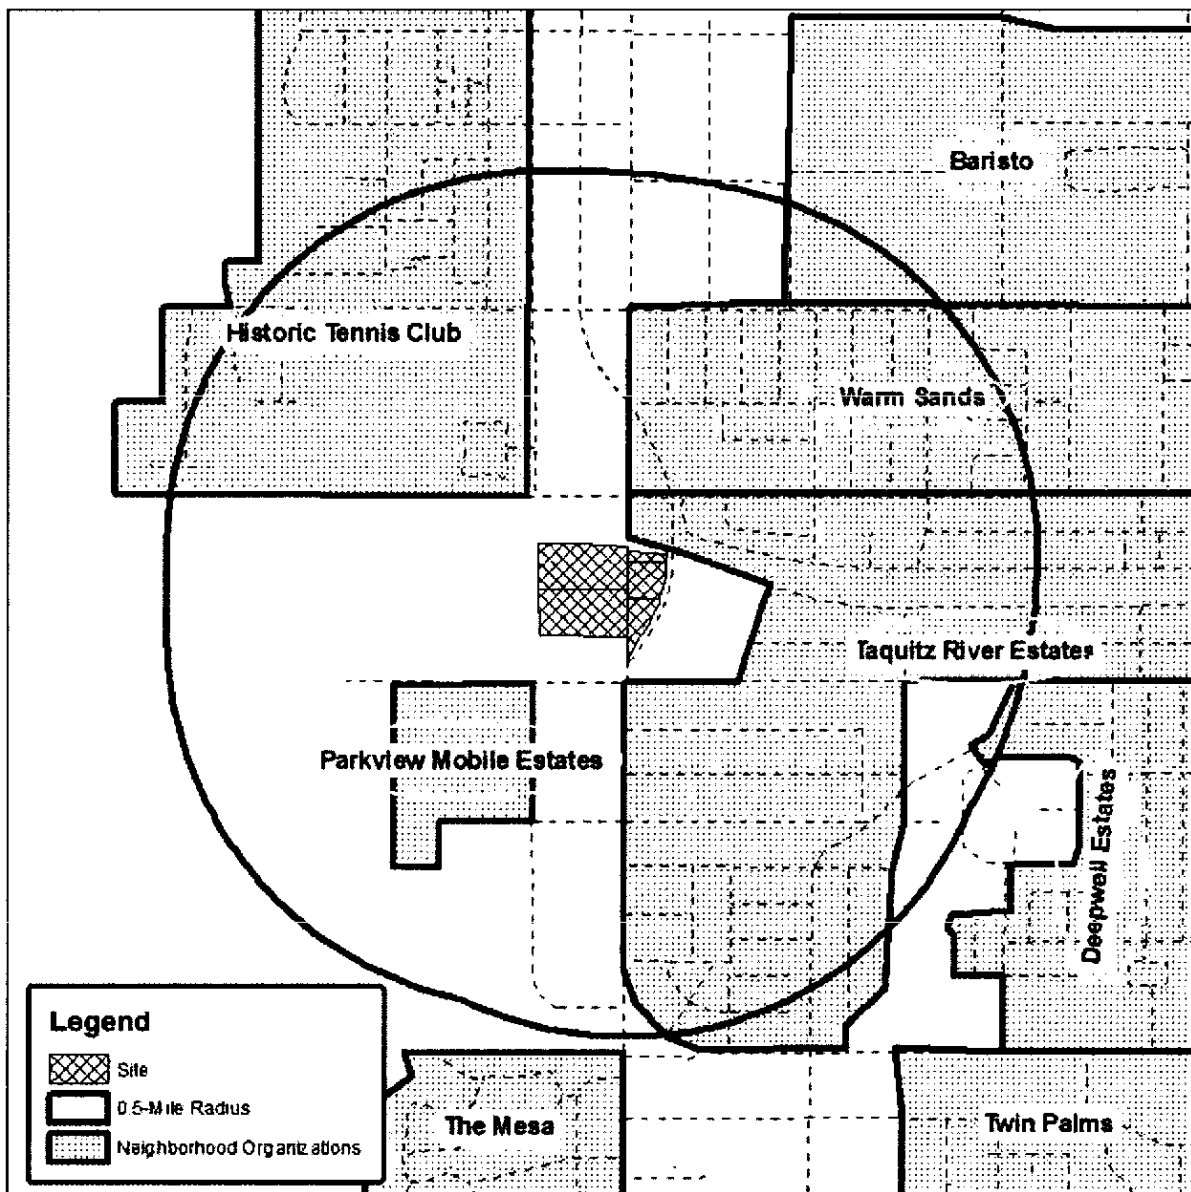 Baristo
Historic Tennis Club
Warm Sands
Taquitz River Estates
Parkview Mobile Estates
Deepwell Estates
Legend
Site
0.5-Mile Radius
Neighborhood Organizations
The Mesa
Twin Palms